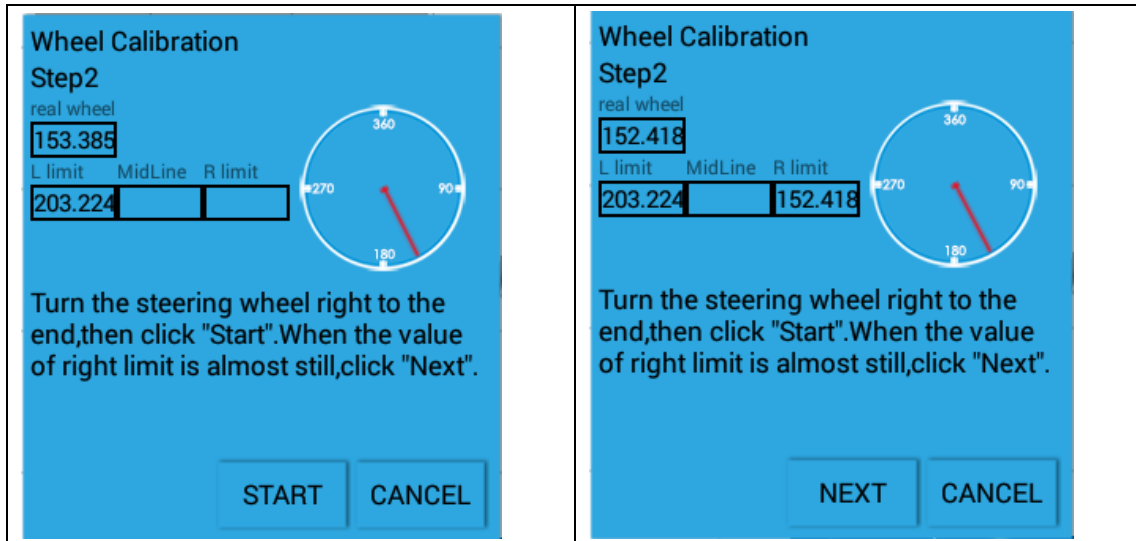 Wheel Calibration
Step2
real wheel
153.385
L limit MidLine R limit
203.224
360
270
90
180
Turn the steering wheel right to the
end,then click "Start".When the value
of right limit is almost still,click "Next".
START CANCEL
Wheel Calibration
Step2
real wheel
152.418
L limit MidLine R limit
203.224 152.418
360
270
90
180
Turn the steering wheel right to the
end,then click "Start".When the value
of right limit is almost still,click "Next".
NEXT CANCEL